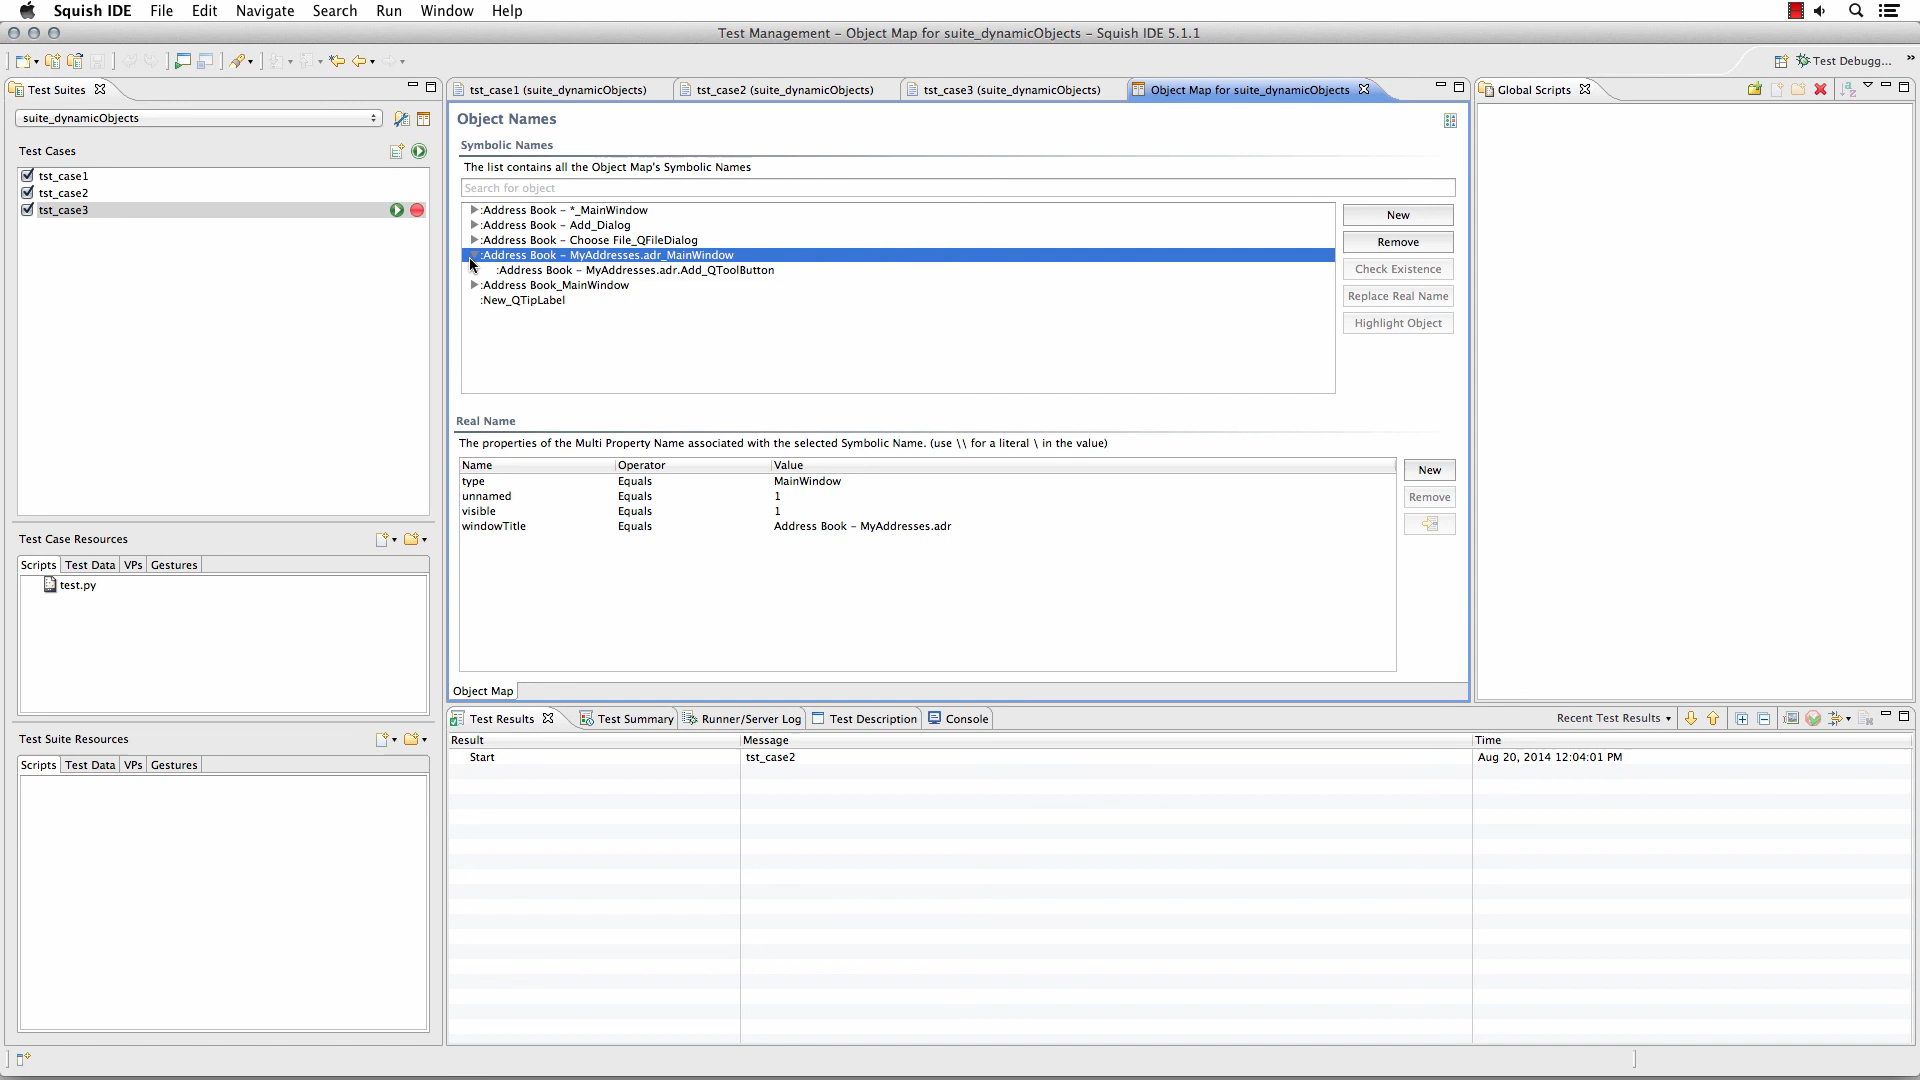 Squish IDE File Edit Navigate Search Run Window Help
Test Management – Object Map for suite_dynamicObjects – Squish IDE 5.1.1
Test Debugg... »
Test Suites
suite_dynamicObjects
Test Cases
tst_case1
tst_case2
tst_case3
Test Case Resources
Scripts Test Data VPs Gestures
test.py
Test Suite Resources
Scripts Test Data VPs Gestures
tst_case1 (suite_dynamicObjects) tst_case2 (suite_dynamicObjects) tst_case3 (suite_dynamicObjects) Object Map for suite_dynamicObjects
Object Names
Symbolic Names
The list contains all the Object Map's Symbolic Names
Search for object
:Address Book – *_MainWindow
:Address Book – Add_Dialog
:Address Book – Choose File_QFileDialog
:Address Book – MyAddresses.adr_MainWindow
:Address Book – MyAddresses.adr.Add_QToolButton
:Address Book_MainWindow
:New_QTipLabel
New
Remove
Check Existence
Replace Real Name
Highlight Object
Real Name
The properties of the Multi Property Name associated with the selected Symbolic Name. (use \\ for a literal \ in the value)
Name Operator Value
type Equals MainWindow
unnamed Equals 1
visible Equals 1
windowTitle Equals Address Book – MyAddresses.adr
New
Remove
Object Map
Global Scripts
Test Results Test Summary Runner/Server Log Test Description Console Recent Test Results
Result Message Time
Start tst_case2 Aug 20, 2014 12:04:01 PM